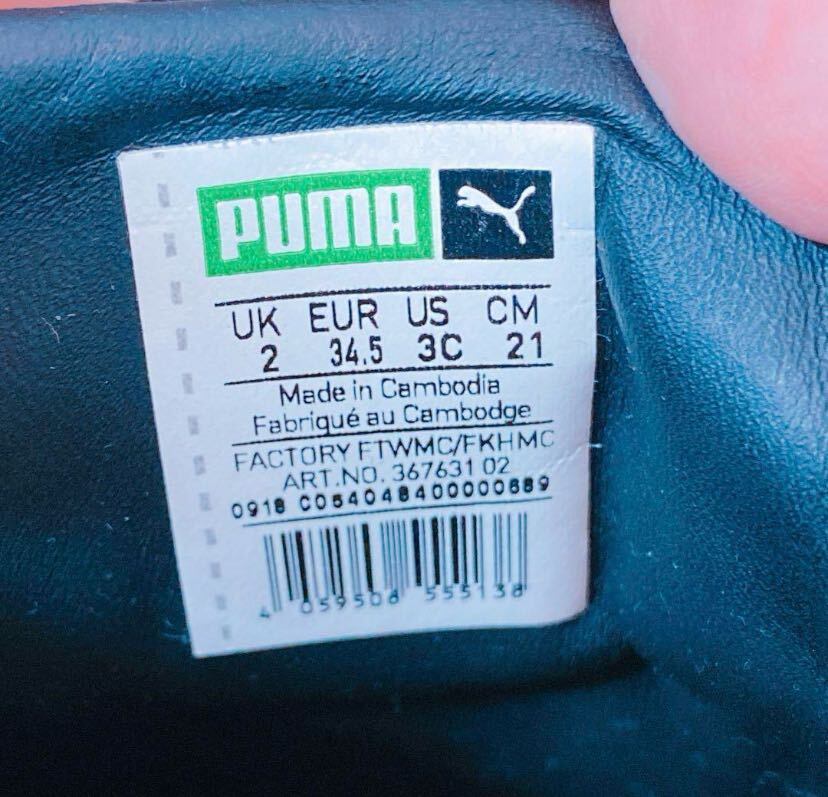 PUMA
UK EUR US CM
2 34.5 3C 21
Made in Cambodia
Fabriqué au Cambodge
FACTORY FTWMC/FKHMC
ART.NO. 367631 02
0918 C054048400000689
4 059506 555138